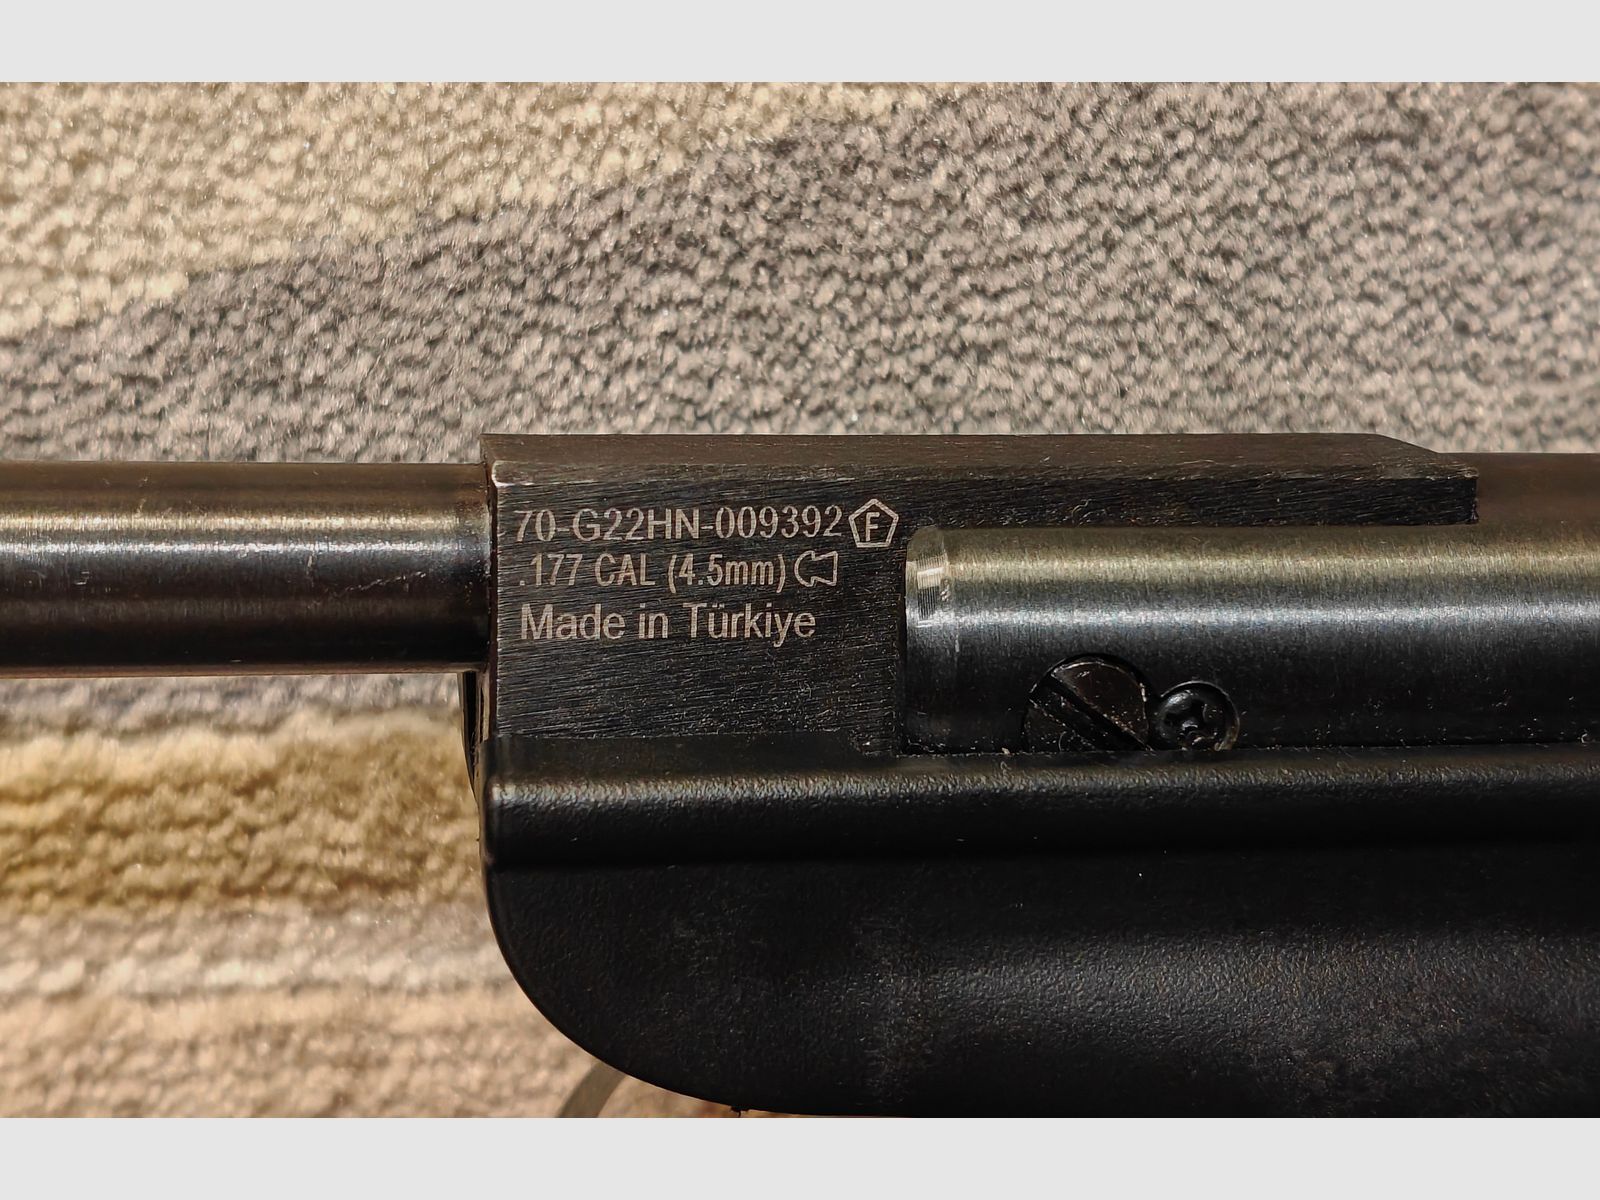 70-G22HN-009392 F
.177 CAL (4.5mm)
Made in Türkiye